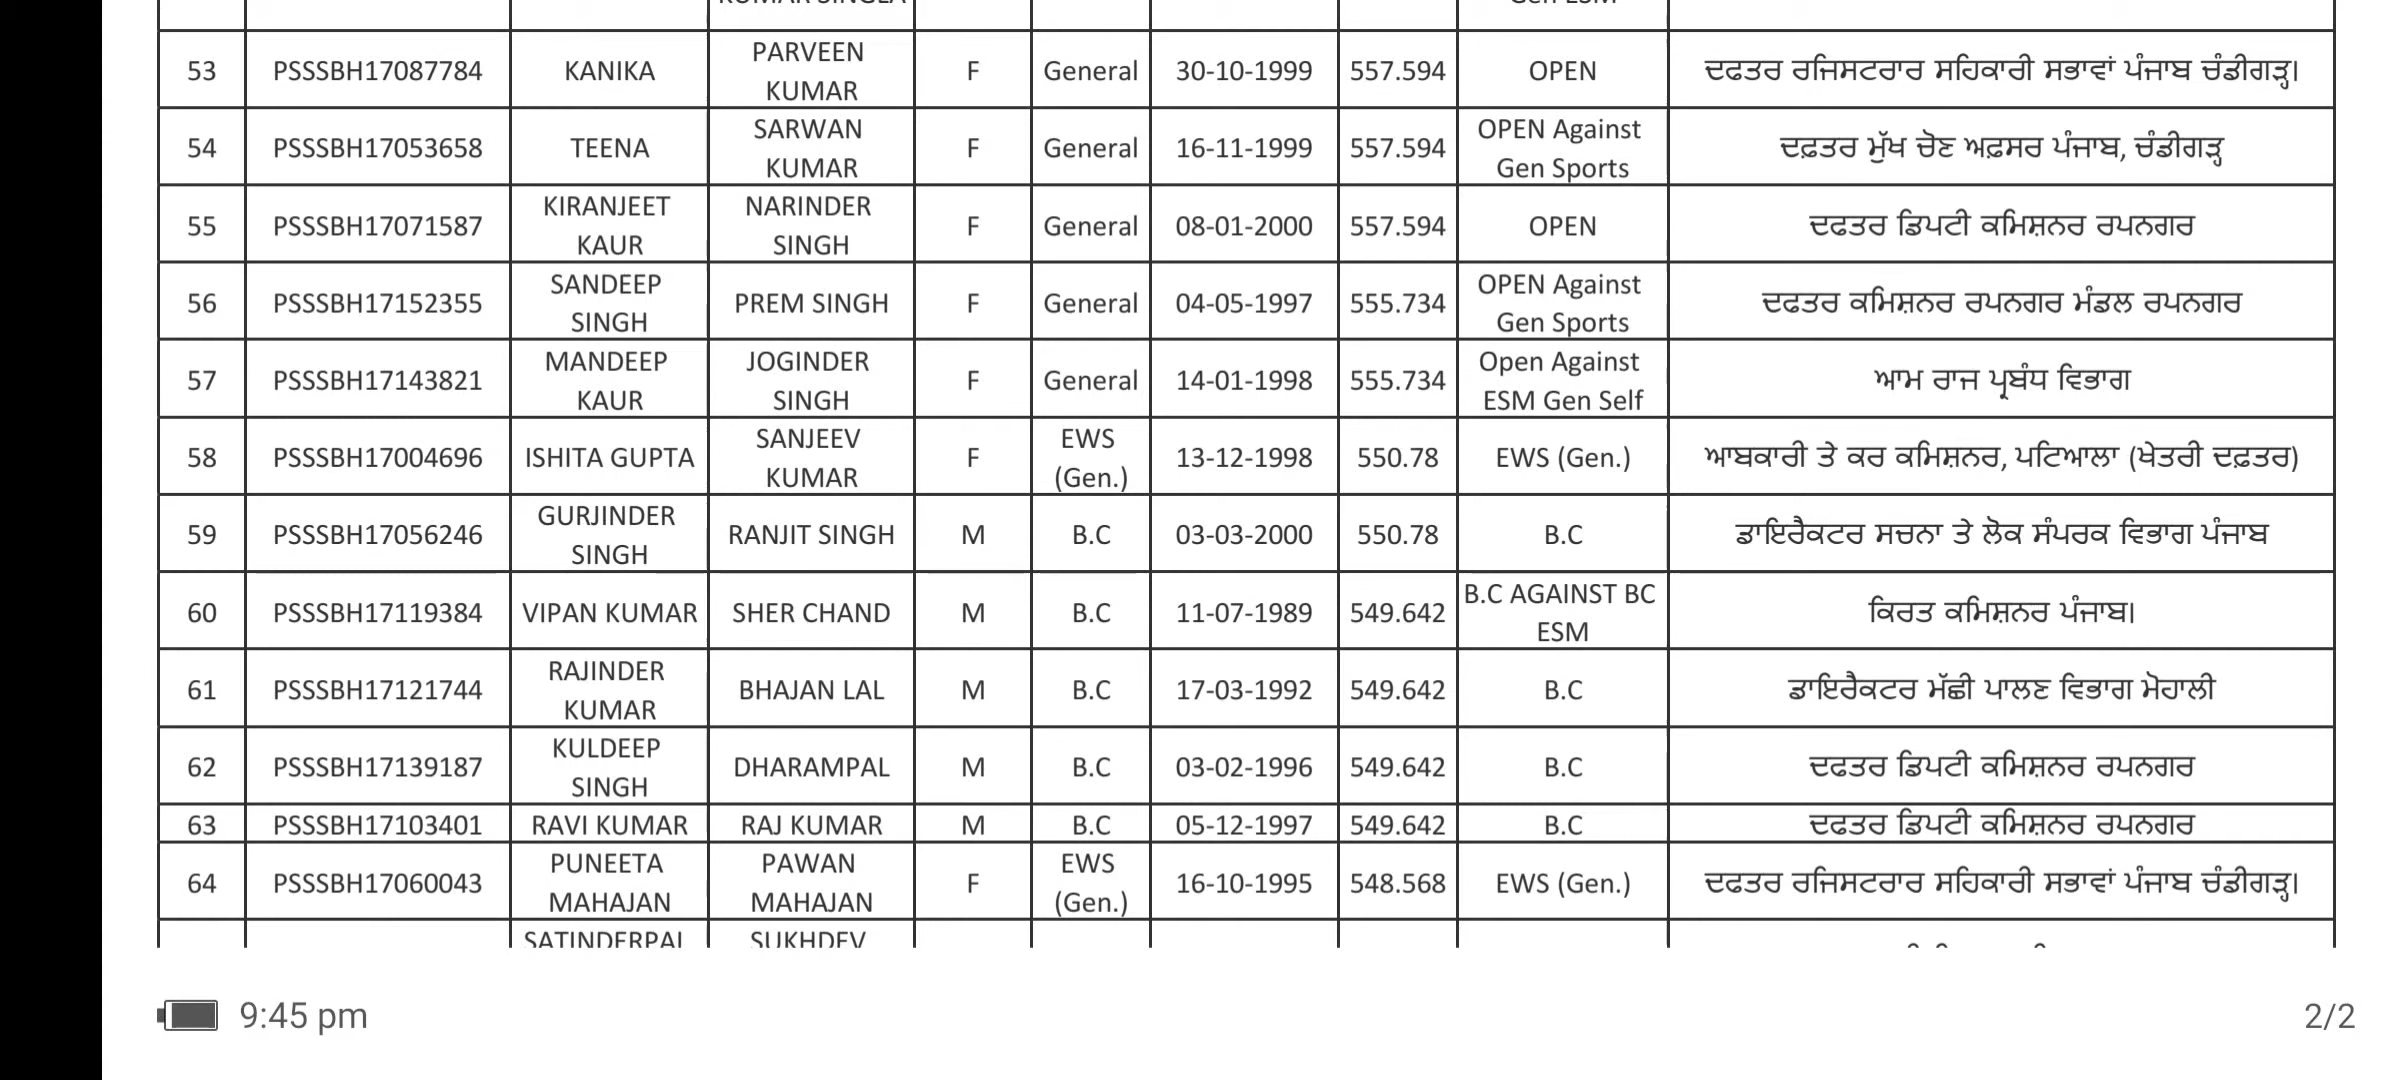 53 PSSSBH17087784 KANIKA PARVEEN KUMAR F General 30-10-1999 557.594 OPEN ਦਫਤਰ ਰਜਿਸਟਰਾਰ ਸਹਿਕਾਰੀ ਸਭਾਵਾਂ ਪੰਜਾਬ ਚੰਡੀਗੜ੍ਹ।
54 PSSSBH17053658 TEENA SARWAN KUMAR F General 16-11-1999 557.594 OPEN Against Gen Sports ਦਫ਼ਤਰ ਮੁੱਖ ਚੋਣ ਅਫ਼ਸਰ ਪੰਜਾਬ, ਚੰਡੀਗੜ੍ਹ
55 PSSSBH17071587 KIRANJEET KAUR NARINDER SINGH F General 08-01-2000 557.594 OPEN ਦਫਤਰ ਡਿਪਟੀ ਕਮਿਸ਼ਨਰ ਰਪਨਗਰ
56 PSSSBH17152355 SANDEEP SINGH PREM SINGH F General 04-05-1997 555.734 OPEN Against Gen Sports ਦਫਤਰ ਕਮਿਸ਼ਨਰ ਰਪਨਗਰ ਮੰਡਲ ਰਪਨਗਰ
57 PSSSBH17143821 MANDEEP KAUR JOGINDER SINGH F General 14-01-1998 555.734 Open Against ESM Gen Self ਆਮ ਰਾਜ ਪ੍ਰਬੰਧ ਵਿਭਾਗ
58 PSSSBH17004696 ISHITA GUPTA SANJEEV KUMAR F EWS (Gen.) 13-12-1998 550.78 EWS (Gen.) ਆਬਕਾਰੀ ਤੇ ਕਰ ਕਮਿਸ਼ਨਰ, ਪਟਿਆਲਾ (ਖੇਤਰੀ ਦਫ਼ਤਰ)
59 PSSSBH17056246 GURJINDER SINGH RANJIT SINGH M B.C 03-03-2000 550.78 B.C ਡਾਇਰੈਕਟਰ ਸਚਨਾ ਤੇ ਲੋਕ ਸੰਪਰਕ ਵਿਭਾਗ ਪੰਜਾਬ
60 PSSSBH17119384 VIPAN KUMAR SHER CHAND M B.C 11-07-1989 549.642 B.C AGAINST BC ESM ਕਿਰਤ ਕਮਿਸ਼ਨਰ ਪੰਜਾਬ।
61 PSSSBH17121744 RAJINDER KUMAR BHAJAN LAL M B.C 17-03-1992 549.642 B.C ਡਾਇਰੈਕਟਰ ਮੱਛੀ ਪਾਲਣ ਵਿਭਾਗ ਮੋਹਾਲੀ
62 PSSSBH17139187 KULDEEP SINGH DHARAMPAL M B.C 03-02-1996 549.642 B.C ਦਫਤਰ ਡਿਪਟੀ ਕਮਿਸ਼ਨਰ ਰਪਨਗਰ
63 PSSSBH17103401 RAVI KUMAR RAJ KUMAR M B.C 05-12-1997 549.642 B.C ਦਫਤਰ ਡਿਪਟੀ ਕਮਿਸ਼ਨਰ ਰਪਨਗਰ
64 PSSSBH17060043 PUNEETA MAHAJAN PAWAN MAHAJAN F EWS (Gen.) 16-10-1995 548.568 EWS (Gen.) ਦਫਤਰ ਰਜਿਸਟਰਾਰ ਸਹਿਕਾਰੀ ਸਭਾਵਾਂ ਪੰਜਾਬ ਚੰਡੀਗੜ੍ਹ।
SATINDERPAL SUKHDEV
9:45 pm 2/2